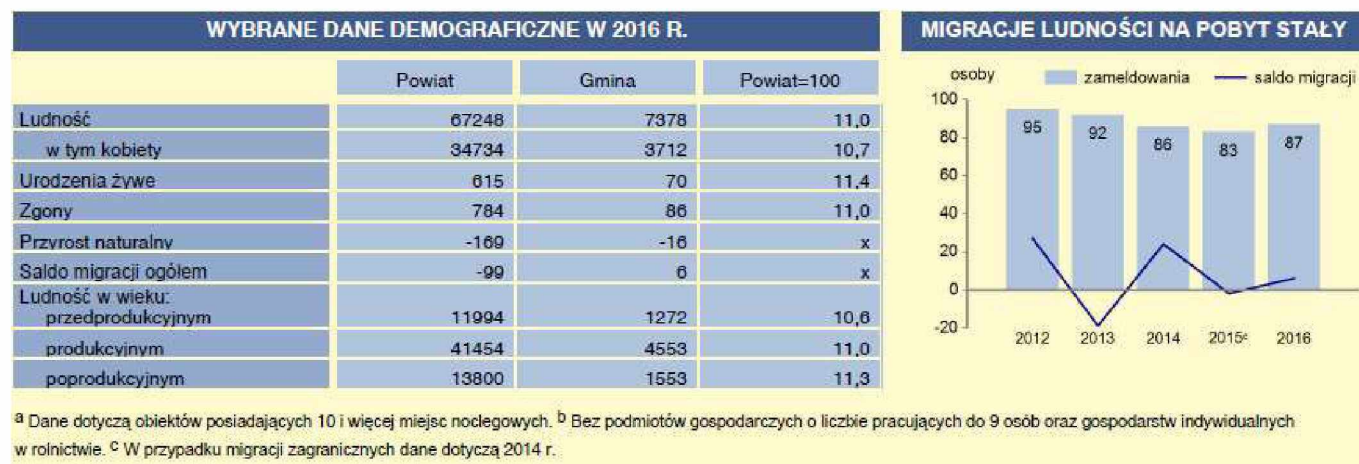 WYBRANE DANE DEMOGRAFICZNE W 2016 R.
Powiat Gmina Powiat=100
Ludność 67248 7378 11,0
w tym kobiety 34734 3712 10,7
Urodzenia żywe 615 70 11,4
Zgony 784 86 11,0
Przyrost naturalny -169 -16 x
Saldo migracji ogółem -99 6 x
Ludność w wieku:
przedprodukcyjnym 11994 1272 10,6
produkcyjnym 41454 4553 11,0
poprodukcyjnym 13800 1553 11,3
MIGRACJE LUDNOŚCI NA POBYT STAŁY
osoby zameldowania saldo migracji
100
80
60
40
20
0
-20
95 92 86 83 87
2012 2013 2014 2015c 2016
a Dane dotyczą obiektów posiadających 10 i więcej miejsc noclegowych. b Bez podmiotów gospodarczych o liczbie pracujących do 9 osób oraz gospodarstw indywidualnych
w rolnictwie. c W przypadku migracji zagranicznych dane dotyczą 2014 r.